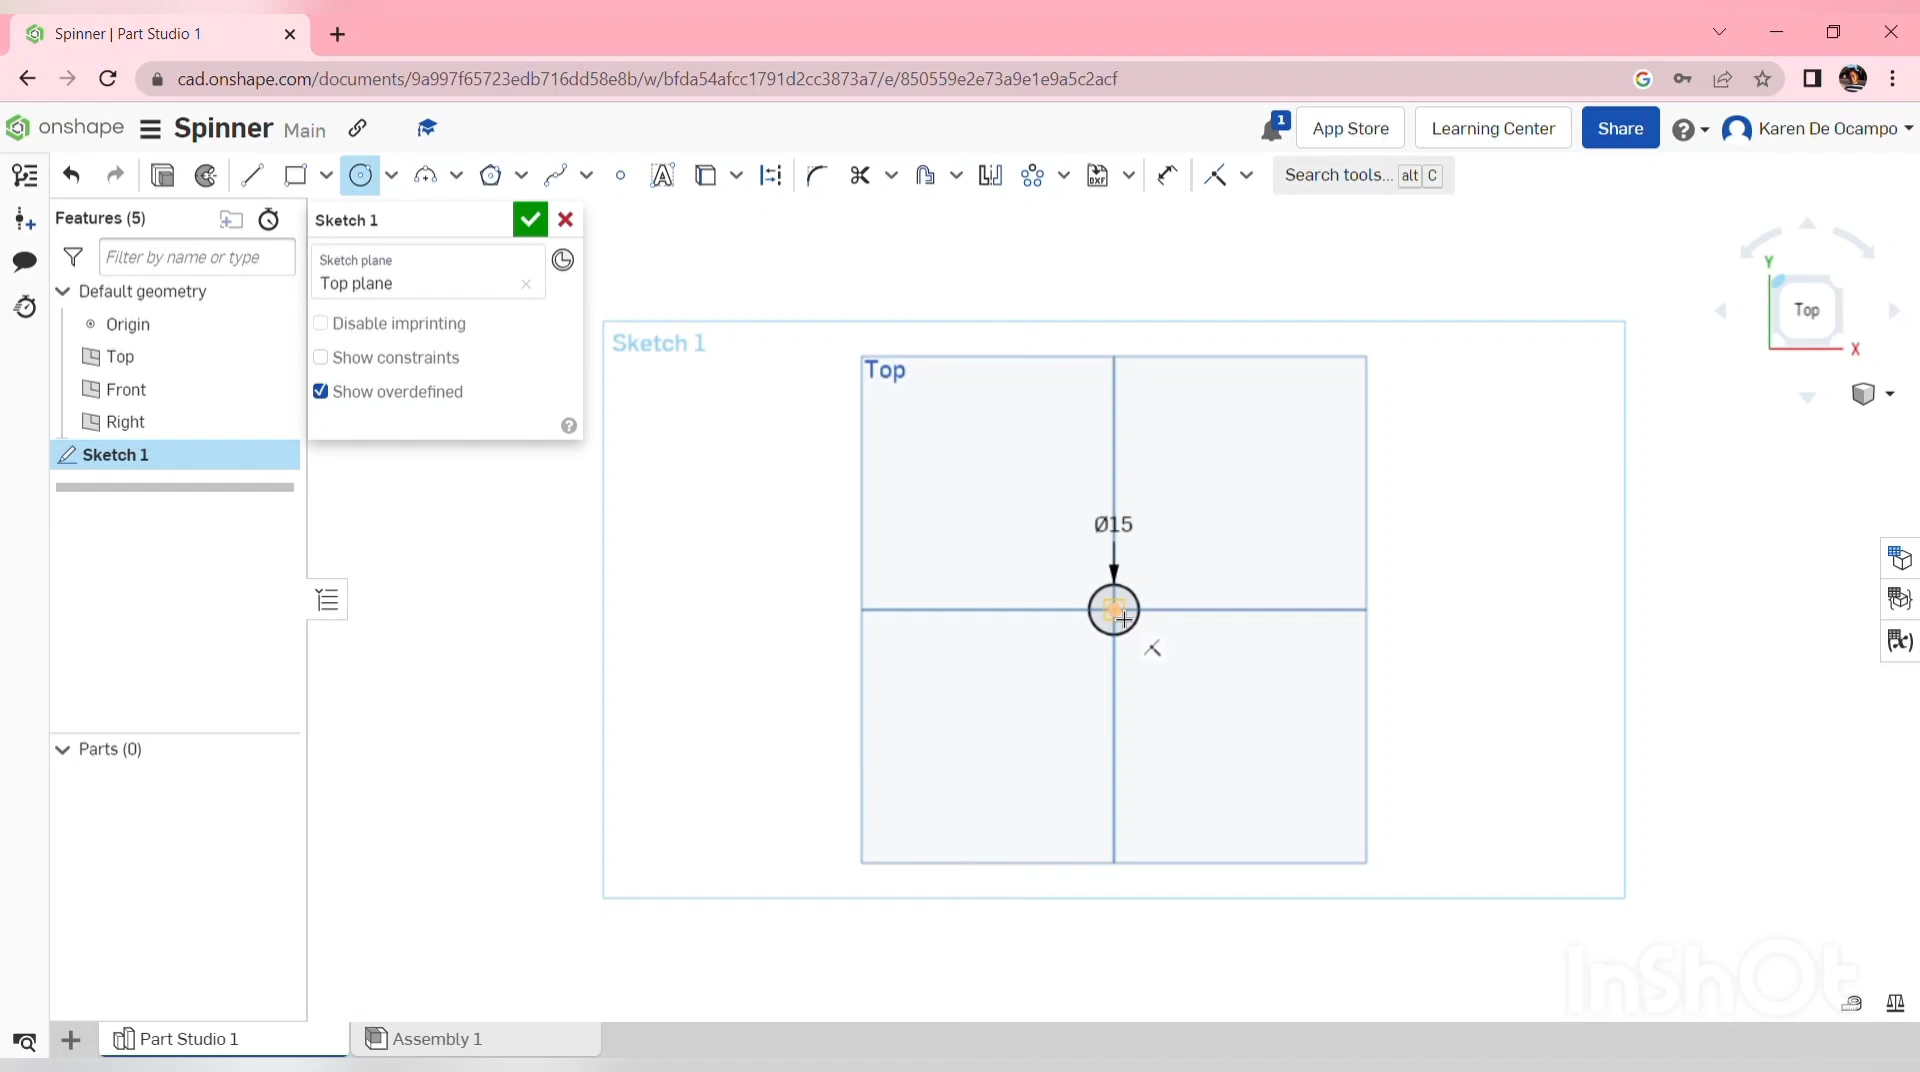 Spinner | Part Studio 1
cad.onshape.com/documents/9a997f65723edb716dd58e8b/w/bfda54afcc1791d2cc3873a7/e/850559e2e73a9e1e9a5c2acf
onshape Spinner Main 1 App Store Learning Center Share Karen De Ocampo
DXF Search tools... alt C
Features (5)
Filter by name or type
Default geometry
Origin
Top
Front
Right
Sketch 1
Parts (0)
Sketch 1
Sketch plane
Top plane
Disable imprinting
Show constraints
Show overdefined
Sketch 1
Top
Ø15
Y
Top
X
(x)
InShOt
Part Studio 1
Assembly 1